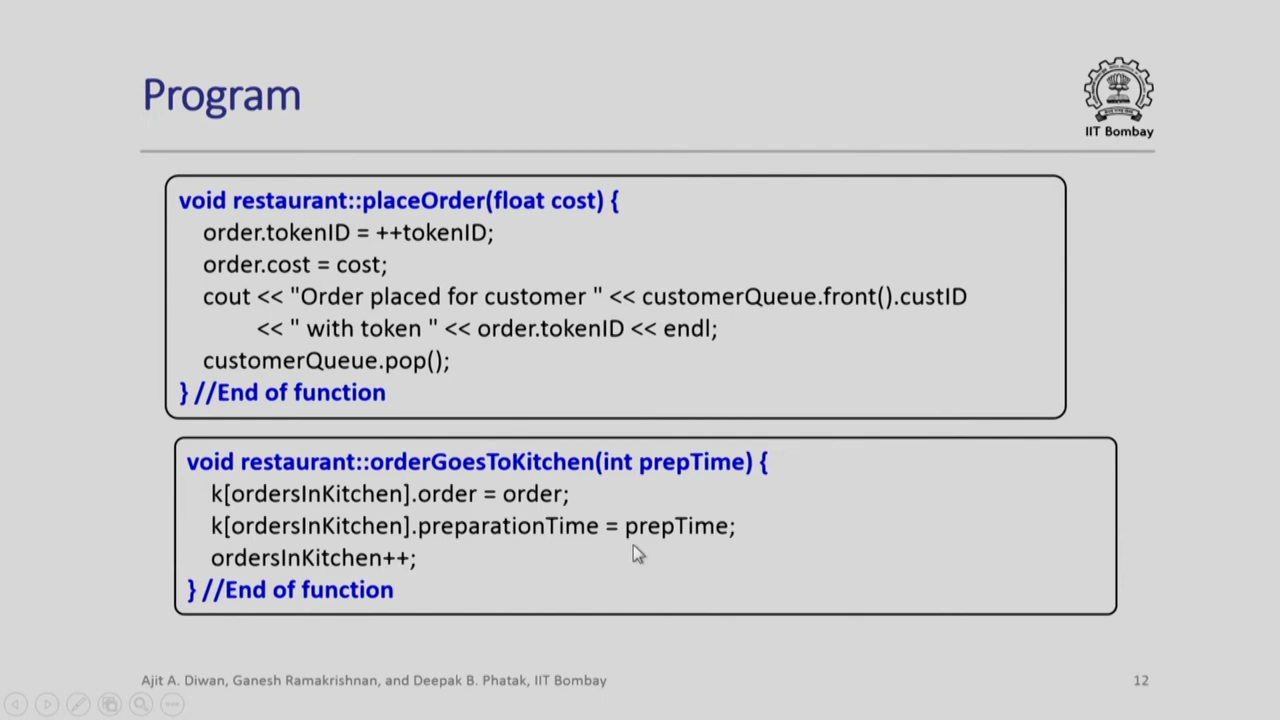 Program
IIT Bombay
void restaurant::placeOrder(float cost) {
order.tokenID = ++tokenID;
order.cost = cost;
cout << "Order placed for customer " << customerQueue.front().custID
<< " with token " << order.tokenID << endl;
customerQueue.pop();
} //End of function
void restaurant::orderGoesToKitchen(int prepTime) {
k[ordersInKitchen].order = order;
k[ordersInKitchen].preparationTime = prepTime;
ordersInKitchen++;
} //End of function
Ajit A. Diwan, Ganesh Ramakrishnan, and Deepak B. Phatak, IIT Bombay
12